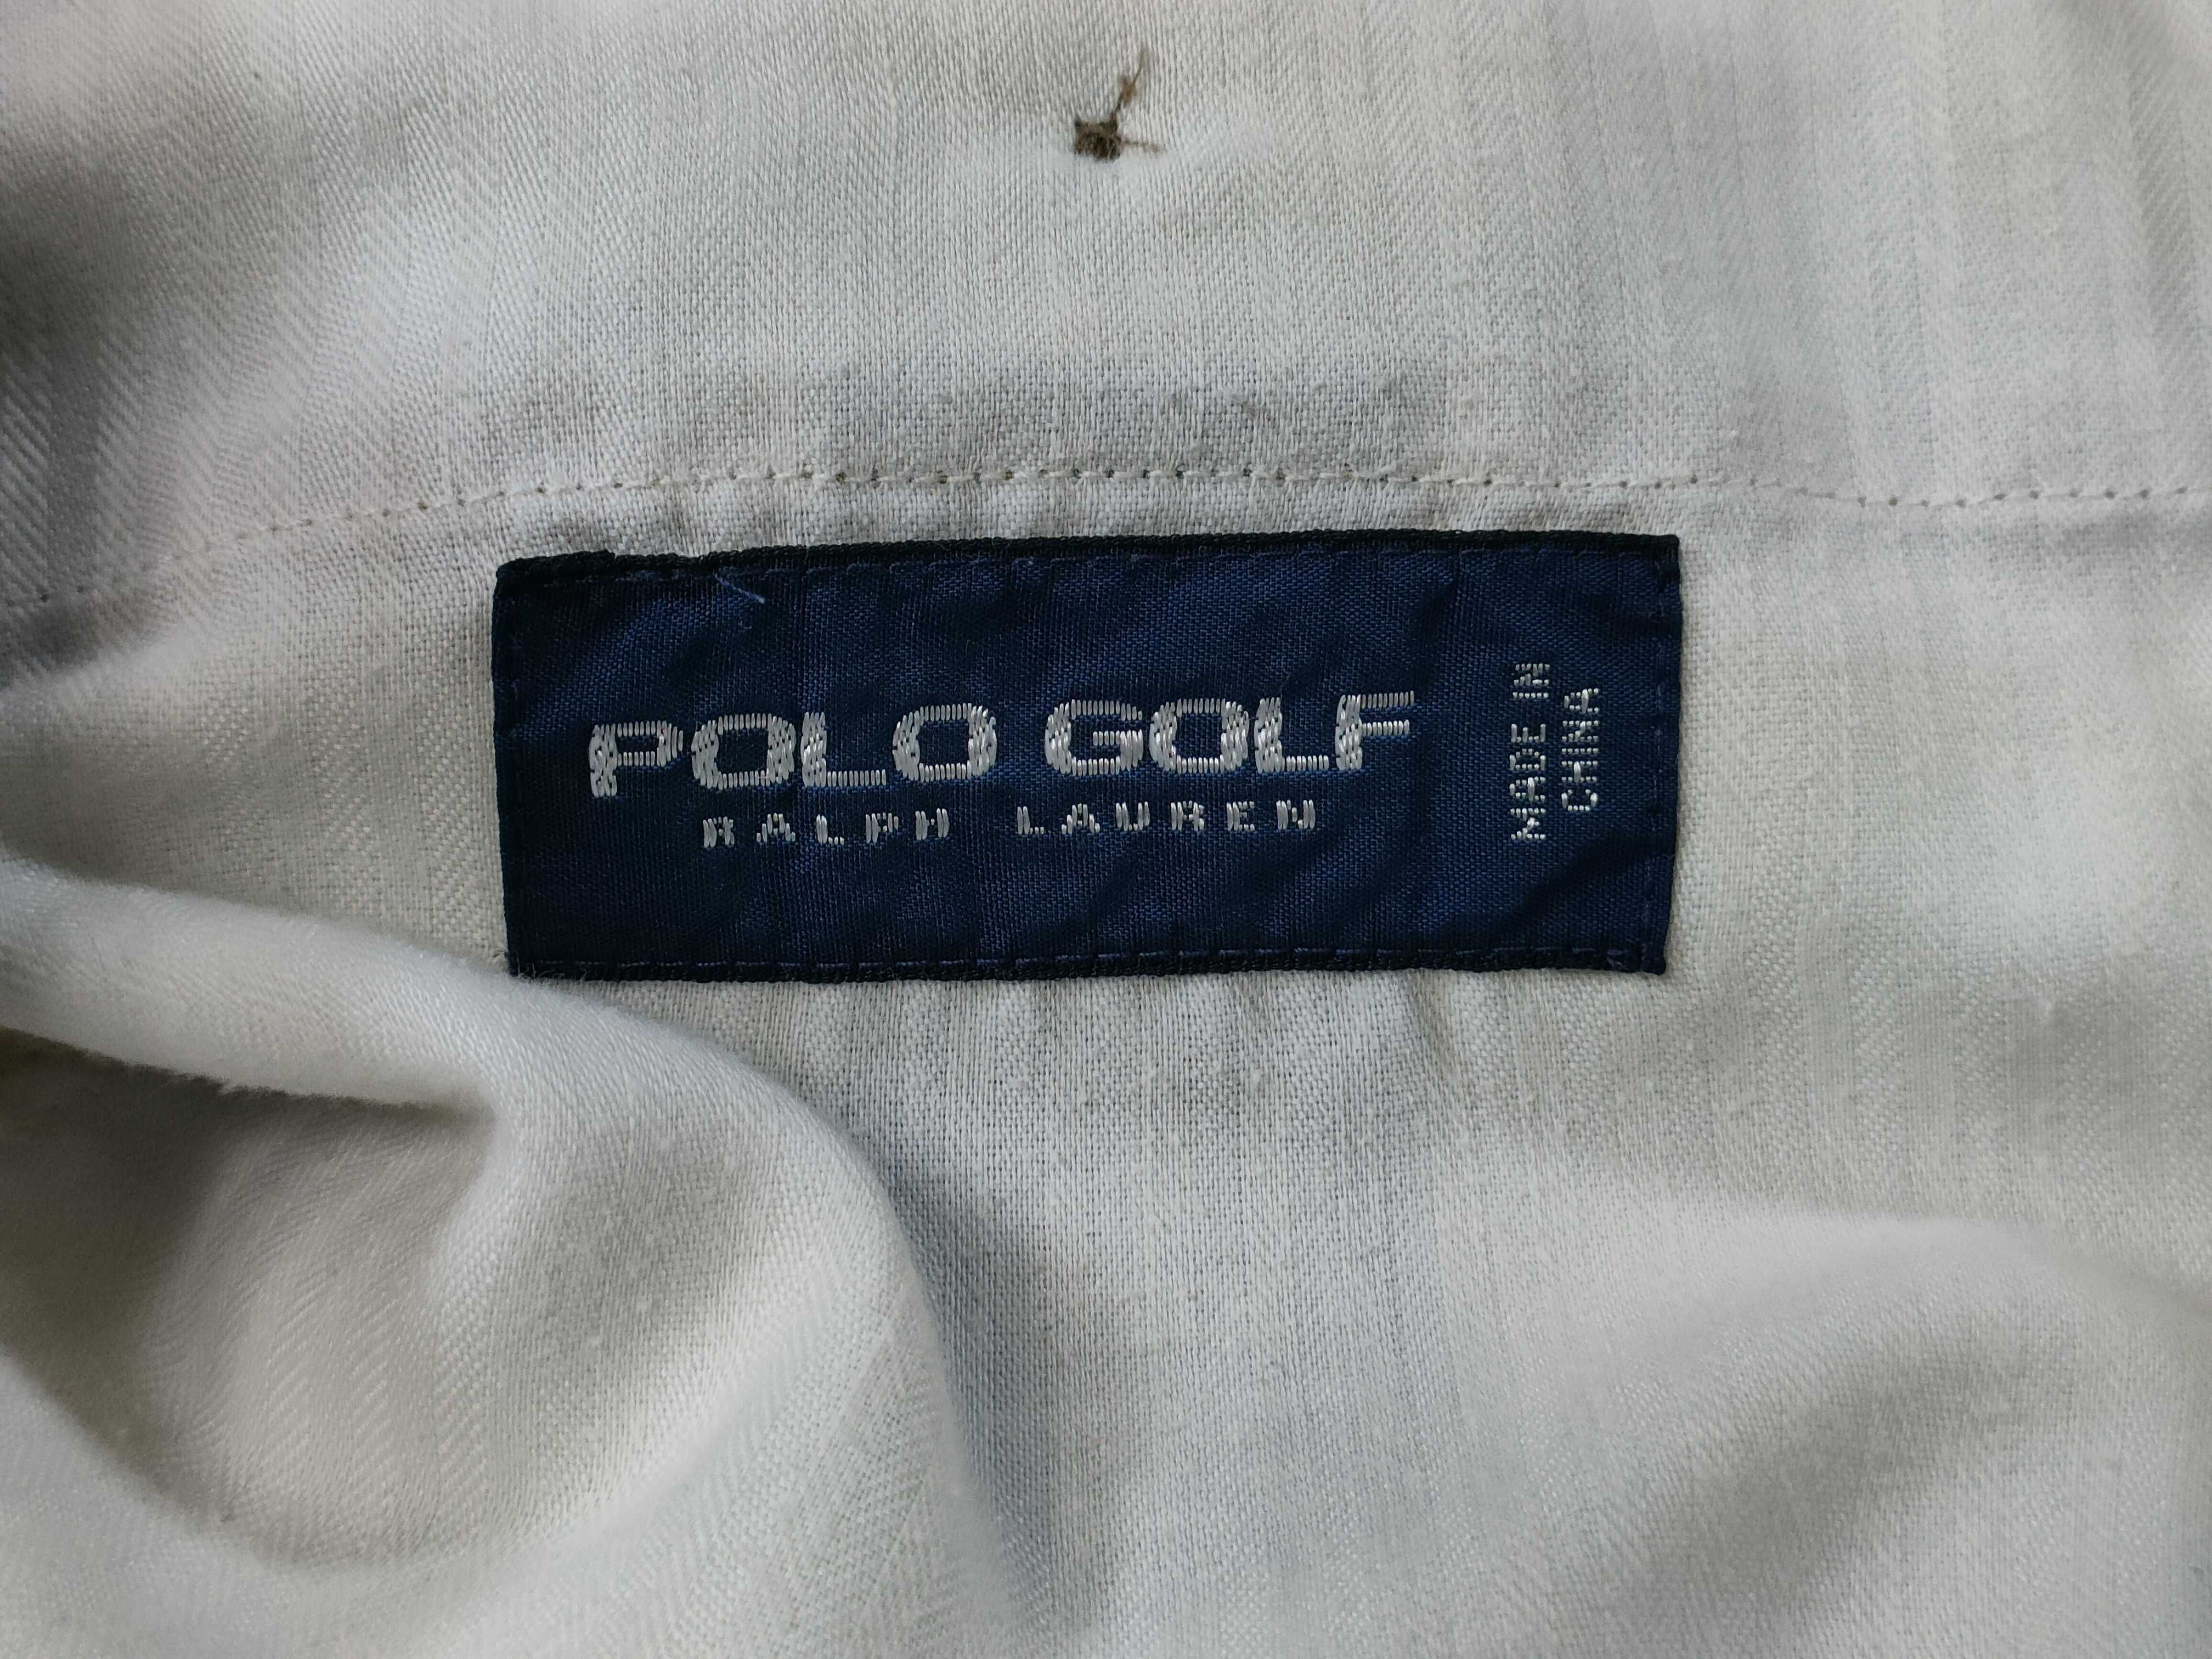 POLO GOLF
RALPH LAUREN
MADE IN
CHINA